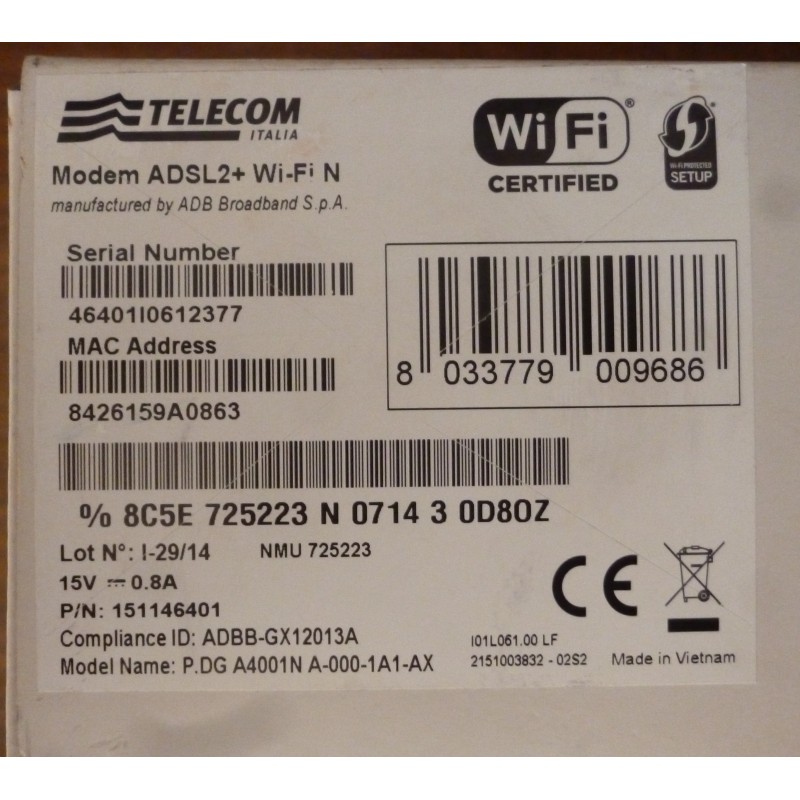 TELECOM
ITALIA
Modem ADSL2+ Wi-Fi N
manufactured by ADB Broadband S.p.A.
Wi Fi ®
CERTIFIED
Wi-Fi PROTECTED
SETUP
Serial Number
46401I0612377
MAC Address
8426159A0863
8 033779 009686
% 8C5E 725223 N 0714 3 0D8OZ
Lot N°: I-29/14 NMU 725223
15V ⎓ 0.8A
P/N: 151146401
Compliance ID: ADBB-GX12013A
Model Name: P.DG A4001N A-000-1A1-AX
CE
I01L061.00 LF
2151003832 - 02S2 Made in Vietnam